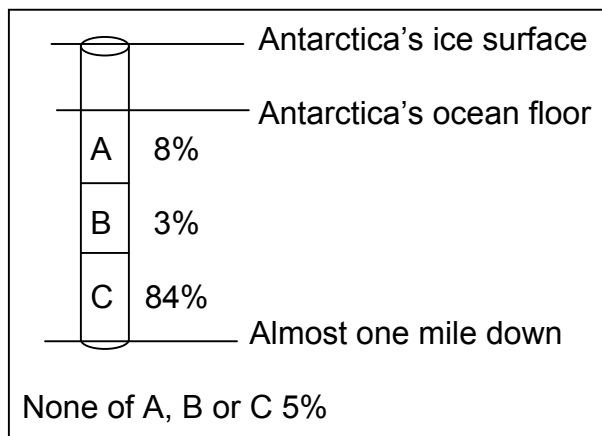 Antarctica's ice surface
Antarctica's ocean floor
A 8%
B 3%
C 84%
Almost one mile down
None of A, B or C 5%